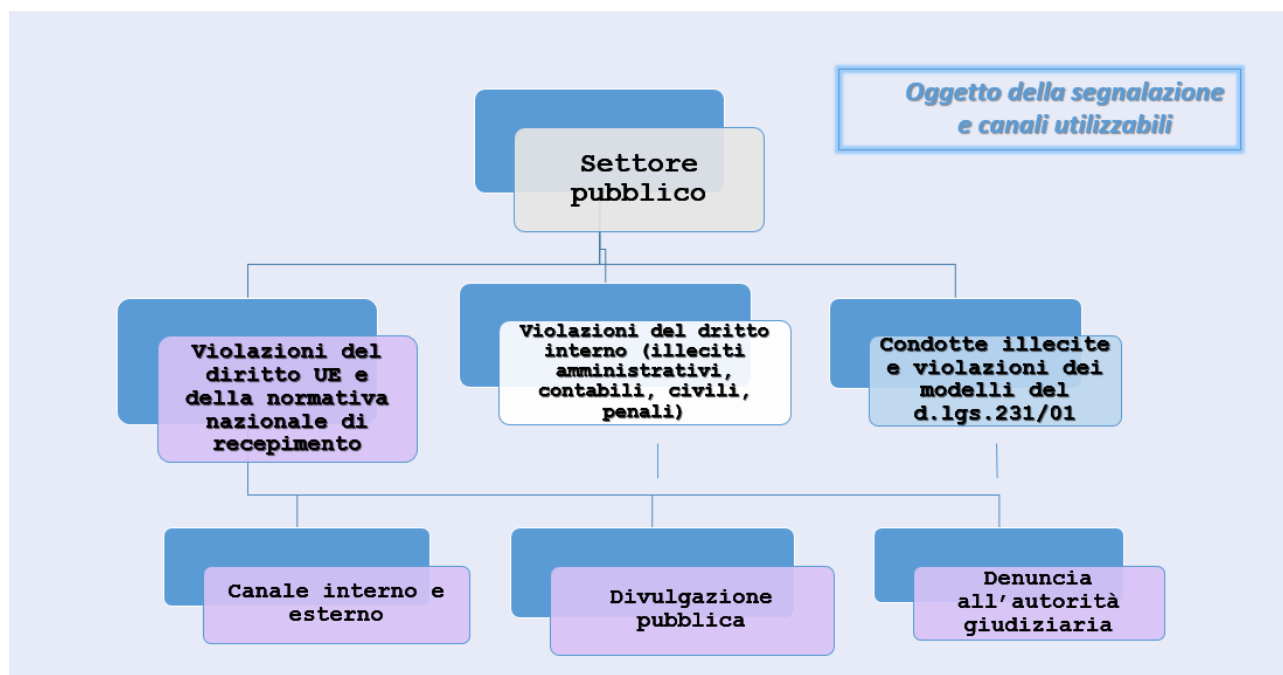 Oggetto della segnalazione
e canali utilizzabili
Settore
pubblico
Violazioni del
diritto UE e
della normativa
nazionale di
recepimento
Violazioni del dritto
interno (illeciti
amministrativi,
contabili, civili,
penali)
Condotte illecite
e violazioni dei
modelli del
d.lgs.231/01
Canale interno e
esterno
Divulgazione
pubblica
Denuncia
all’autorità
giudiziaria